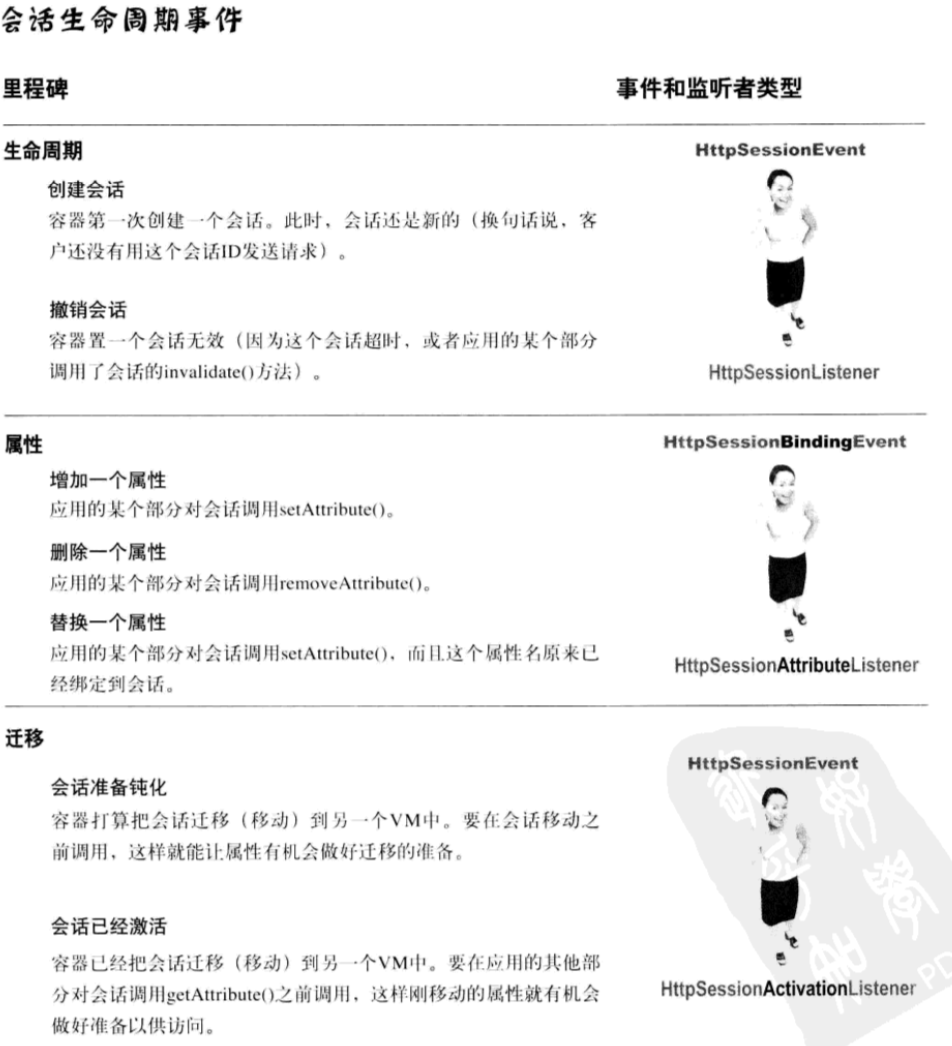 会话生命周期事件
里程碑
事件和监听者类型
生命周期
HttpSessionEvent
创建会话
容器第一次创建一个会话。此时，会话还是新的（换句话说，客
户还没有用这个会话ID发送请求）。
撤销会话
容器置一个会话无效（因为这个会话超时，或者应用的某个部分
调用了会话的invalidate()方法）。
HttpSessionListener
属性
HttpSessionBindingEvent
增加一个属性
应用的某个部分对会话调用setAttribute()。
删除一个属性
应用的某个部分对会话调用removeAttribute()。
替换一个属性
应用的某个部分对会话调用setAttribute()，而且这个属性名原来已
经绑定到会话。
HttpSessionAttributeListener
迁移
HttpSessionEvent
会话准备钝化
容器打算把会话迁移（移动）到另一个VM中。要在会话移动之
前调用，这样就能让属性有机会做好迁移的准备。
会话已经激活
容器已经把会话迁移（移动）到另一个VM中。要在应用的其他部
分对会话调用getAttribute()之前调用，这样刚移动的属性就有机会
做好准备以供访问。
HttpSessionActivationListener